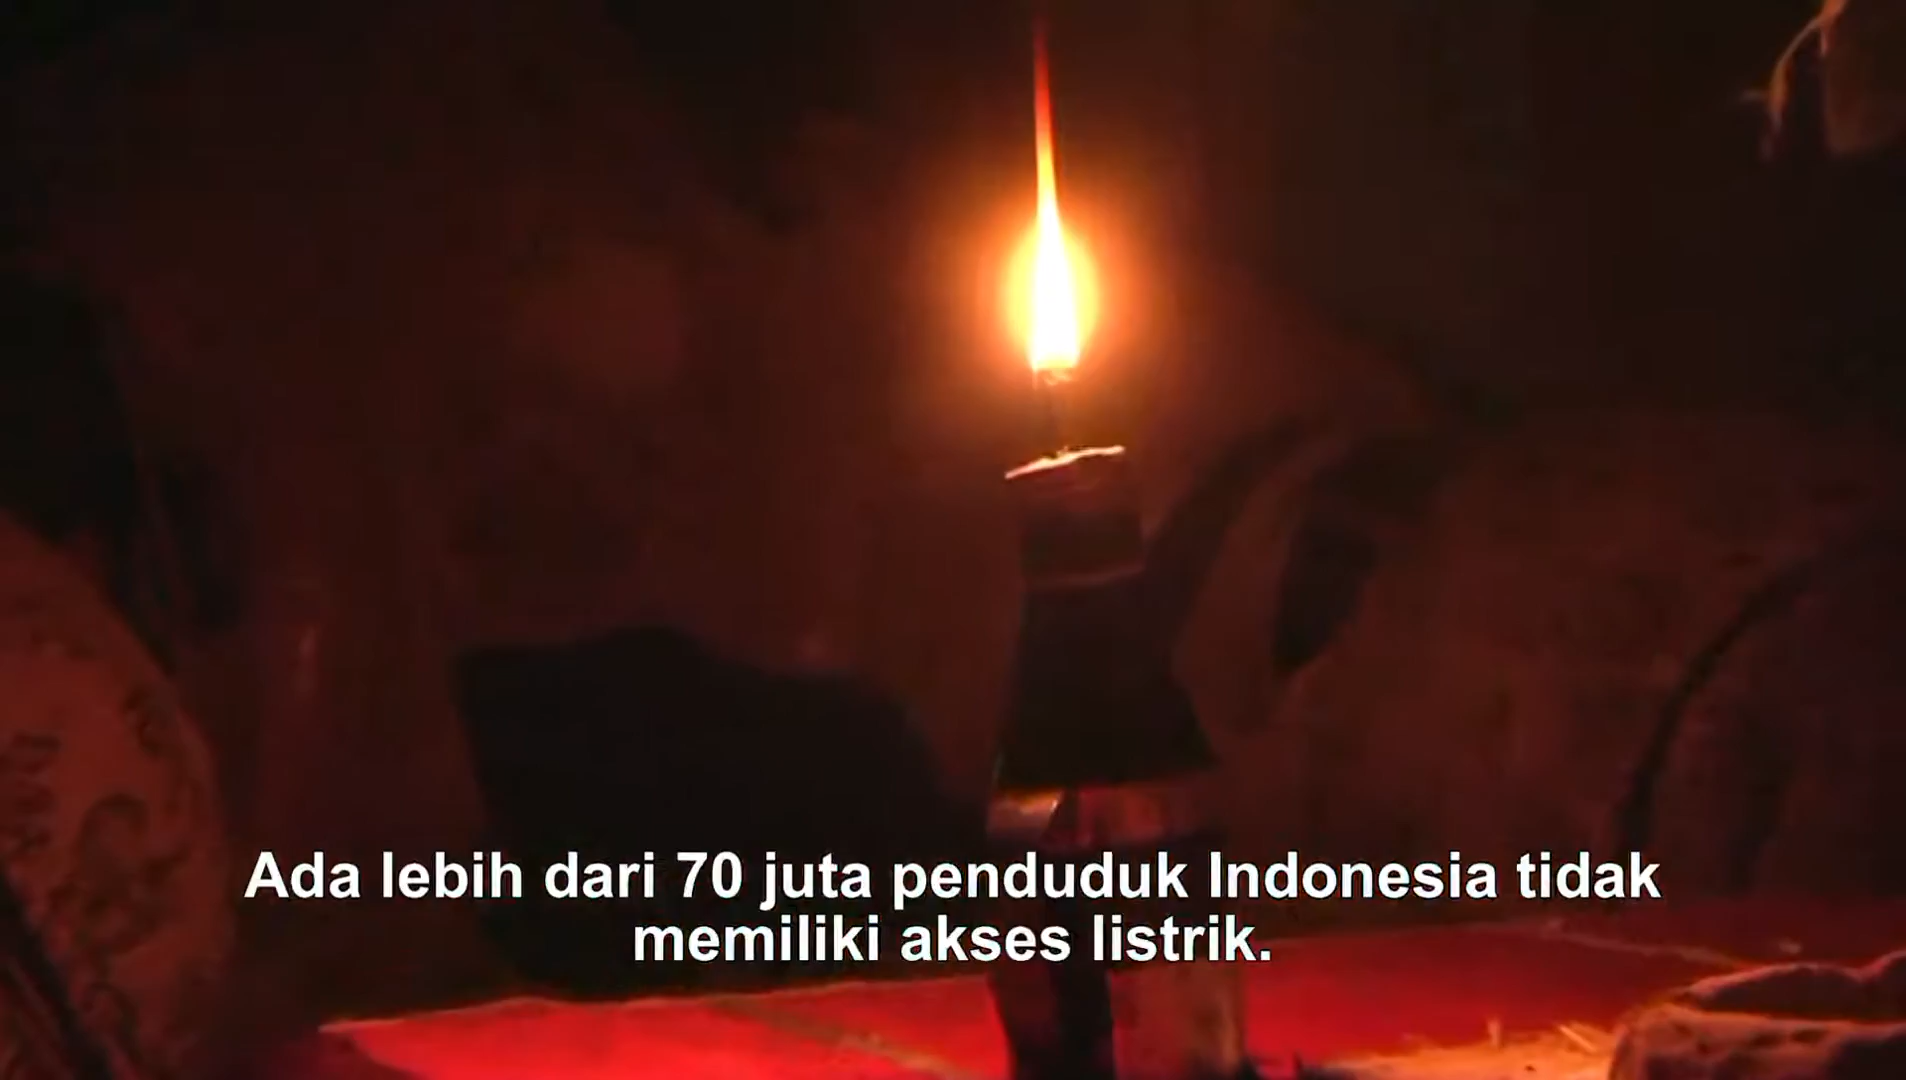 Ada lebih dari 70 juta penduduk Indonesia tidak
memiliki akses listrik.